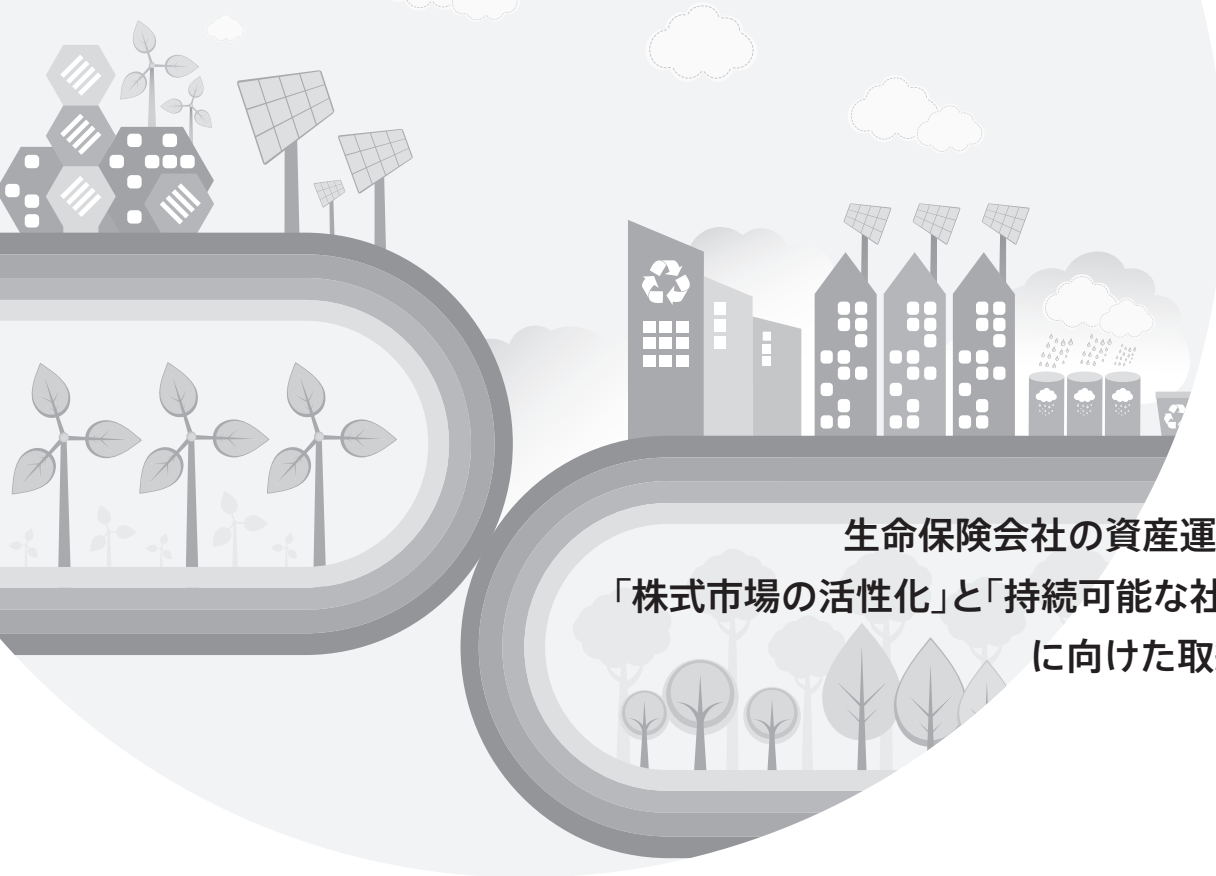 生命保険会社の資産運
「株式市場の活性化」と「持続可能な社
に向けた取